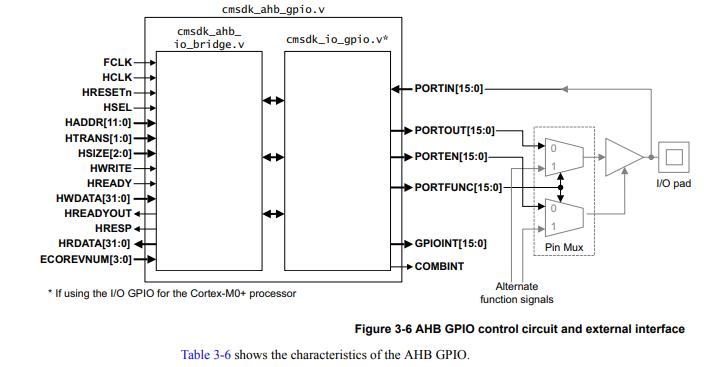 cmsdk_ahb_gpio.v
cmsdk_ahb_
io_bridge.v
cmsdk_io_gpio.v*
FCLK
HCLK
HRESETn
HSEL
HADDR[11:0]
HTRANS[1:0]
HSIZE[2:0]
HWRITE
HREADY
HWDATA[31:0]
HREADYOUT
HRESP
HRDATA[31:0]
ECOREVNUM[3:0]
PORTIN[15:0]
PORTOUT[15:0]
PORTEN[15:0]
PORTFUNC[15:0]
GPIOINT[15:0]
COMBINT
0
1
0
1
Pin Mux
I/O pad
Alternate
function signals
* If using the I/O GPIO for the Cortex-M0+ processor
Figure 3-6 AHB GPIO control circuit and external interface
Table 3-6 shows the characteristics of the AHB GPIO.